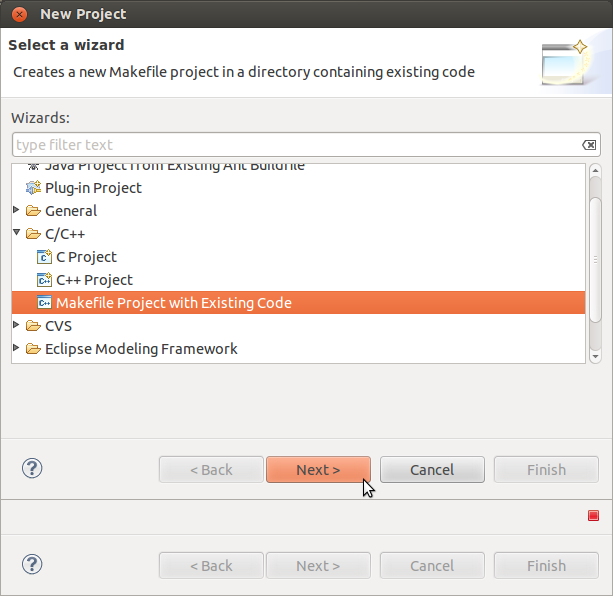 New Project
Select a wizard
Creates a new Makefile project in a directory containing existing code
Wizards:
type filter text
Java Project from Existing Ant Buildfile
Plug-in Project
General
C/C++
C Project
C++ Project
Makefile Project with Existing Code
CVS
Eclipse Modeling Framework
? < Back Next > Cancel Finish
? < Back Next > Cancel Finish